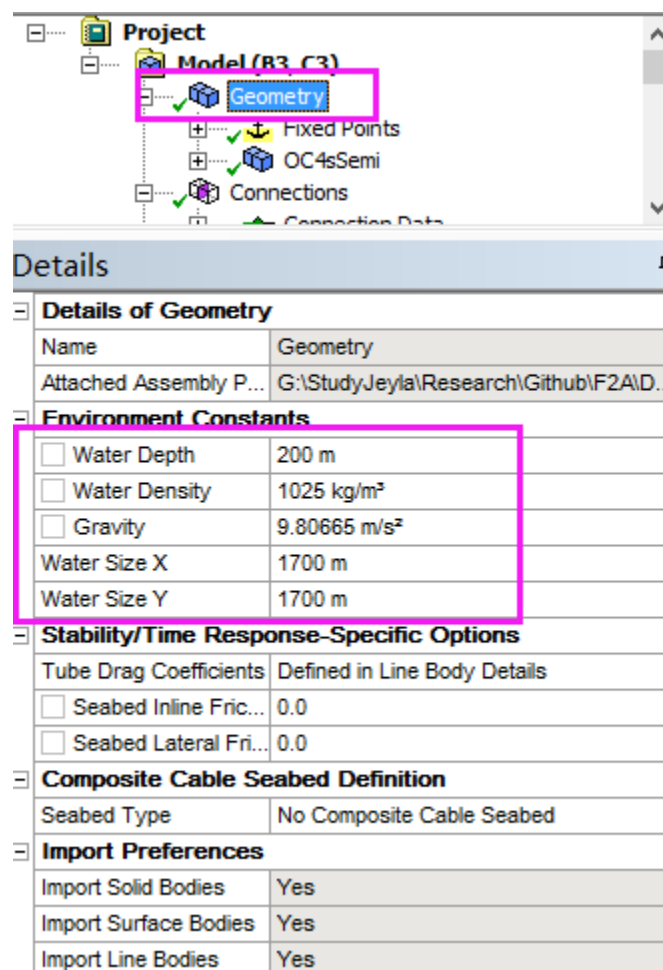 Project
Model (B3, C3)
Geometry
Fixed Points
OC4sSemi
Connections
Connection Data
Details
Details of Geometry
Name Geometry
Attached Assembly P... G:\StudyJeyla\Research\Github\F2A\D...
Environment Constants
Water Depth 200 m
Water Density 1025 kg/m³
Gravity 9.80665 m/s²
Water Size X 1700 m
Water Size Y 1700 m
Stability/Time Response-Specific Options
Tube Drag Coefficients Defined in Line Body Details
Seabed Inline Fric... 0.0
Seabed Lateral Fri... 0.0
Composite Cable Seabed Definition
Seabed Type No Composite Cable Seabed
Import Preferences
Import Solid Bodies Yes
Import Surface Bodies Yes
Import Line Bodies Yes